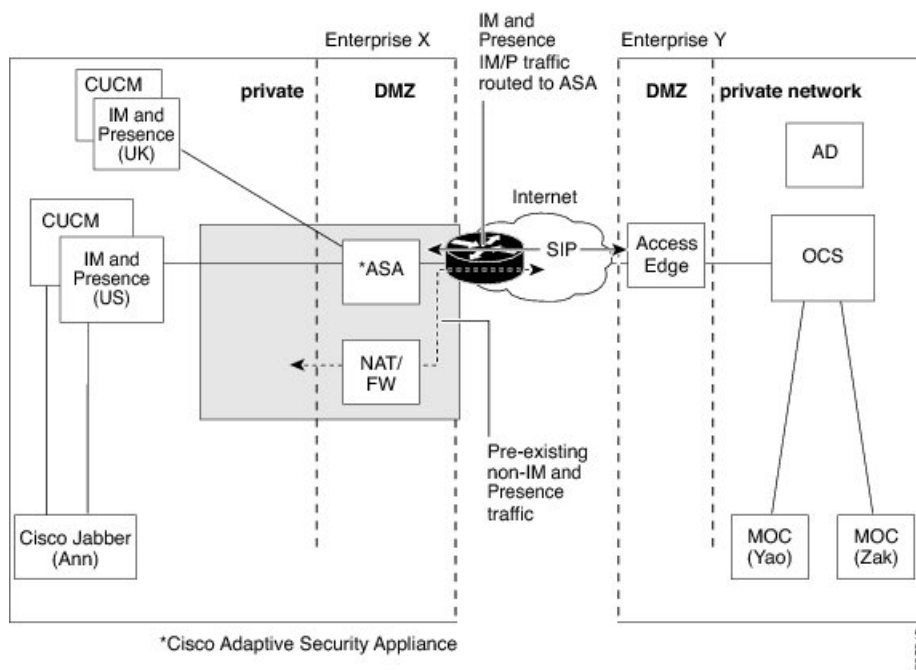 Enterprise X
IM and
Presence
IM/P traffic
routed to ASA
Enterprise Y
CUCM
IM and
Presence
(UK)
private
DMZ
DMZ
private network
AD
CUCM
IM and
Presence
(US)
*ASA
Internet
SIP
Access
Edge
OCS
NAT/
FW
Pre-existing
non-IM and
Presence
traffic
Cisco Jabber
(Ann)
MOC
(Yao)
MOC
(Zak)
*Cisco Adaptive Security Appliance